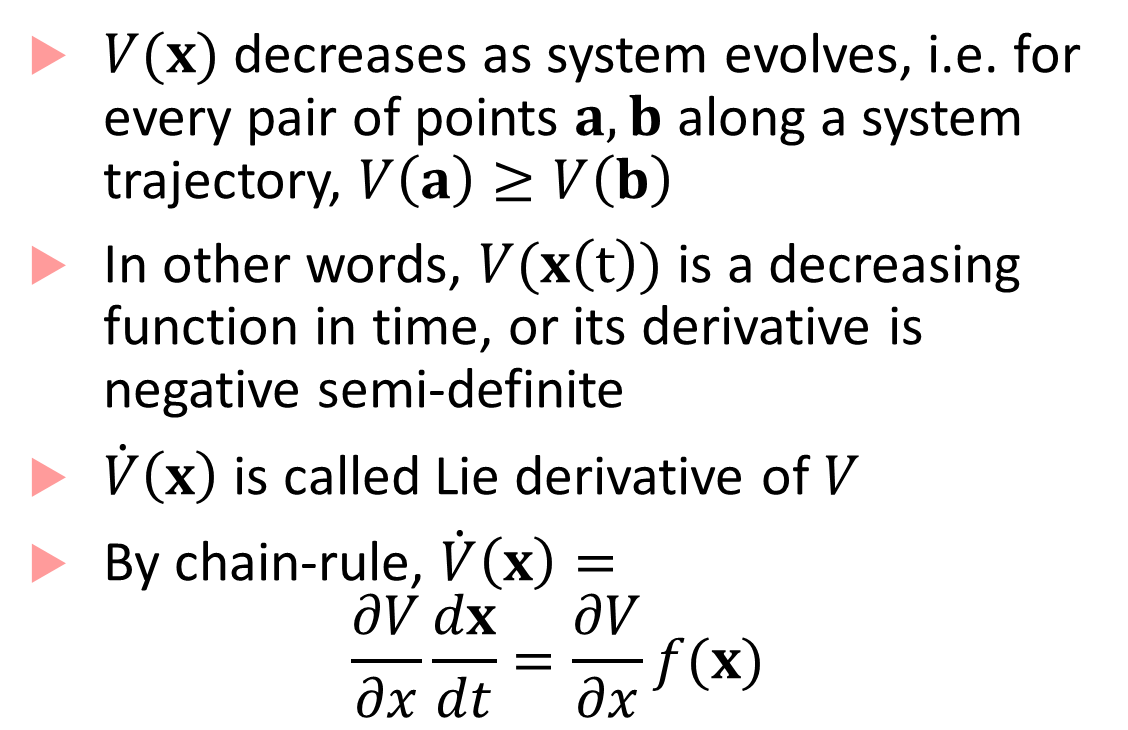 V(x) decreases as system evolves, i.e. for
every pair of points a, b along a system
trajectory, V(a) ≥ V(b)
In other words, V(x(t)) is a decreasing
function in time, or its derivative is
negative semi-definite
V̇(x) is called Lie derivative of V
By chain-rule, V̇(x) =
∂V/∂x dx/dt = ∂V/∂x f(x)